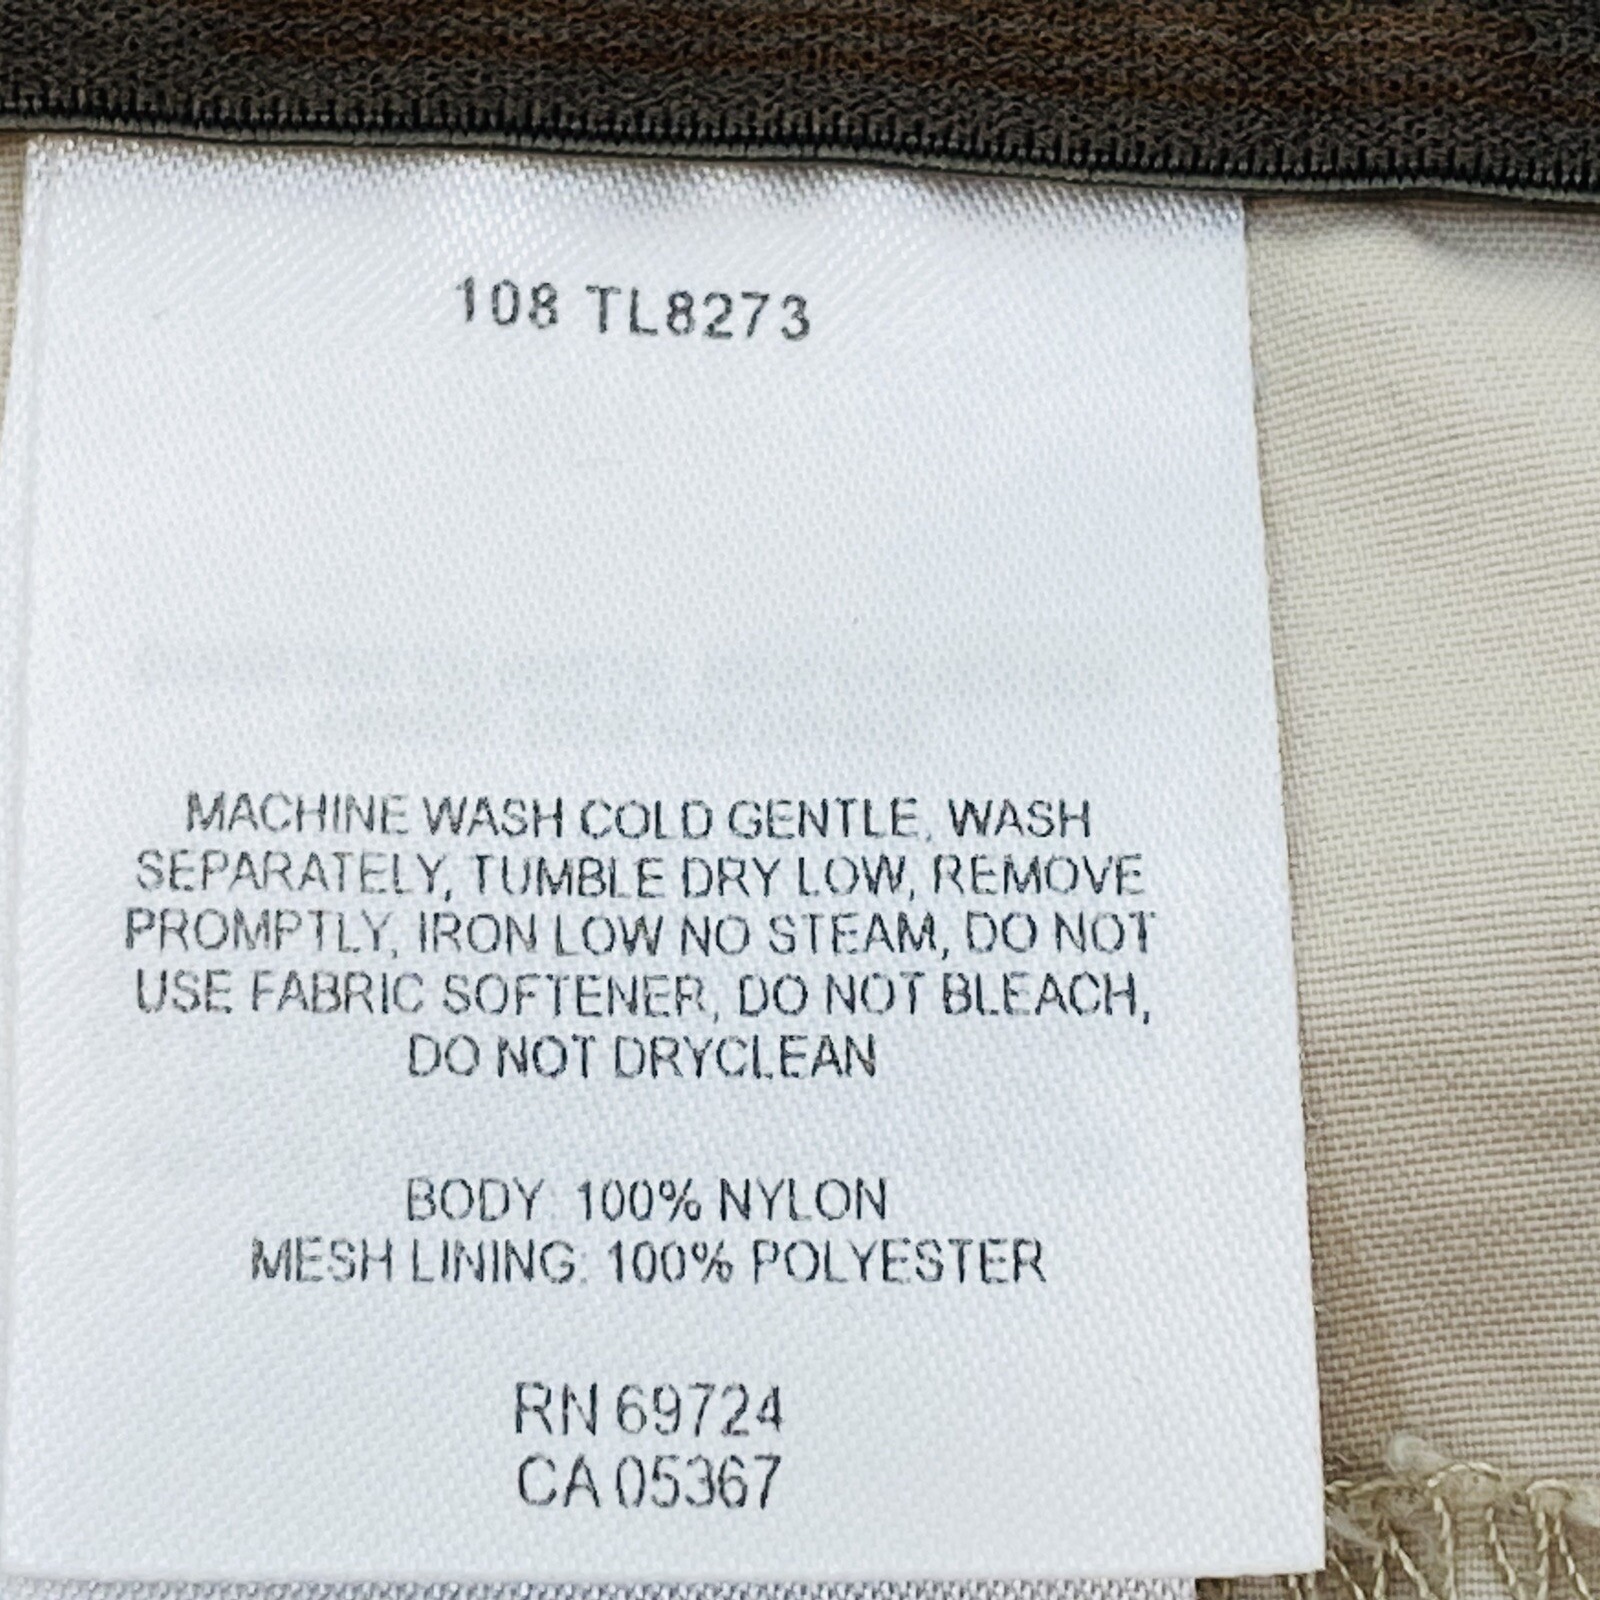 108 TL8273
MACHINE WASH COLD GENTLE, WASH
SEPARATELY, TUMBLE DRY LOW, REMOVE
PROMPTLY, IRON LOW NO STEAM, DO NOT
USE FABRIC SOFTENER, DO NOT BLEACH,
DO NOT DRYCLEAN
BODY: 100% NYLON
MESH LINING: 100% POLYESTER
RN 69724
CA 05367